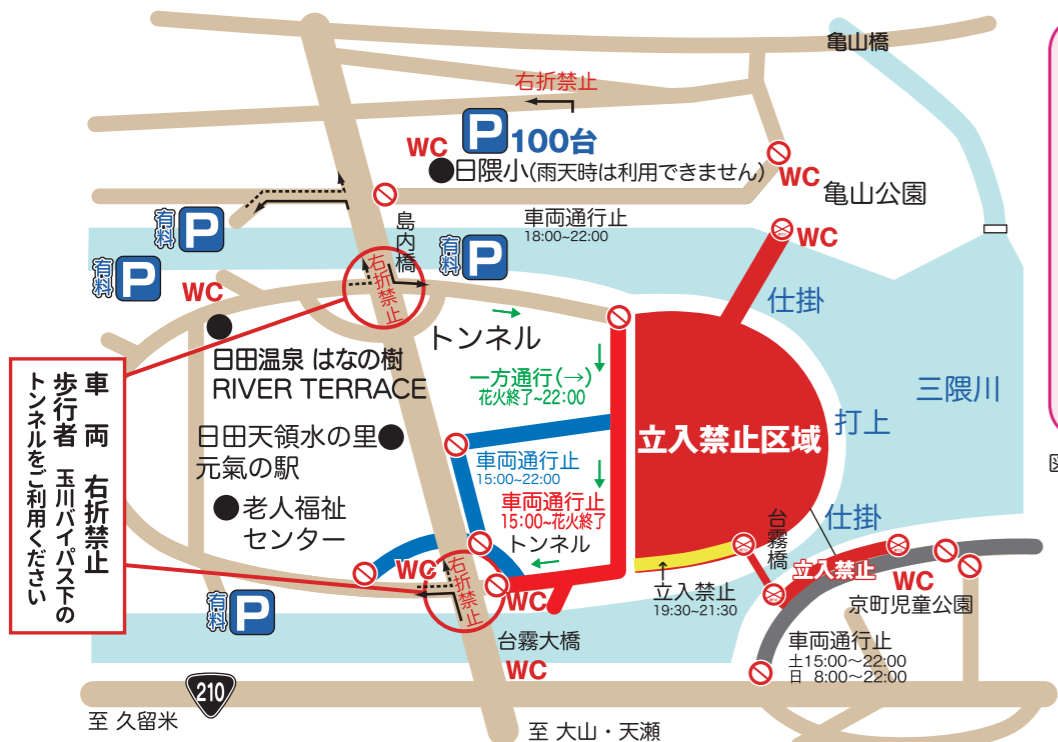 亀山橋
右折禁止
P 100台
WC
日隈小(雨天時は利用できません)
WC
亀山公園
有料 P
島内橋
車両通行止
18:00~22:00
WC
有料 P
有料 P
右折禁止
WC
仕掛
トンネル
日田温泉 はなの樹
RIVER TERRACE
一方通行(→)
花火終了~22:00
三隈川
打上
立入禁止区域
日田天領水の里
元氣の駅
車両通行止
15:00~22:00
車両通行止
15:00~花火終了
仕掛
台霧橋
老人福祉
センター
トンネル
車 両 右折禁止
歩行者 玉川バイパス下の
トンネルをご利用ください
WC
右折禁止
WC
立入禁止
19:30~21:30
立入禁止
WC
京町児童公園
有料 P
台霧大橋
WC
車両通行止
土15:00~22:00
日 8:00~22:00
210
至 久留米
至 大山・天瀬